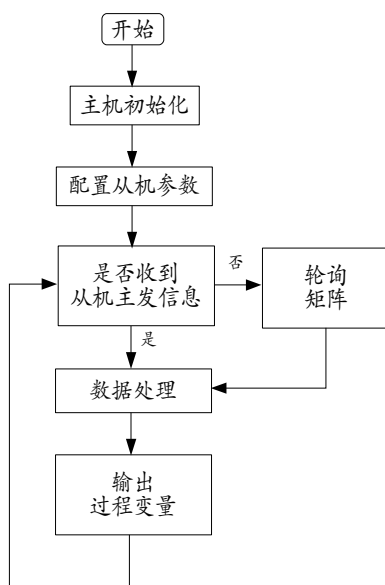 开始
主机初始化
配置从机参数
是否收到
从机主发信息
否
轮询
矩阵
是
数据处理
输出
过程变量